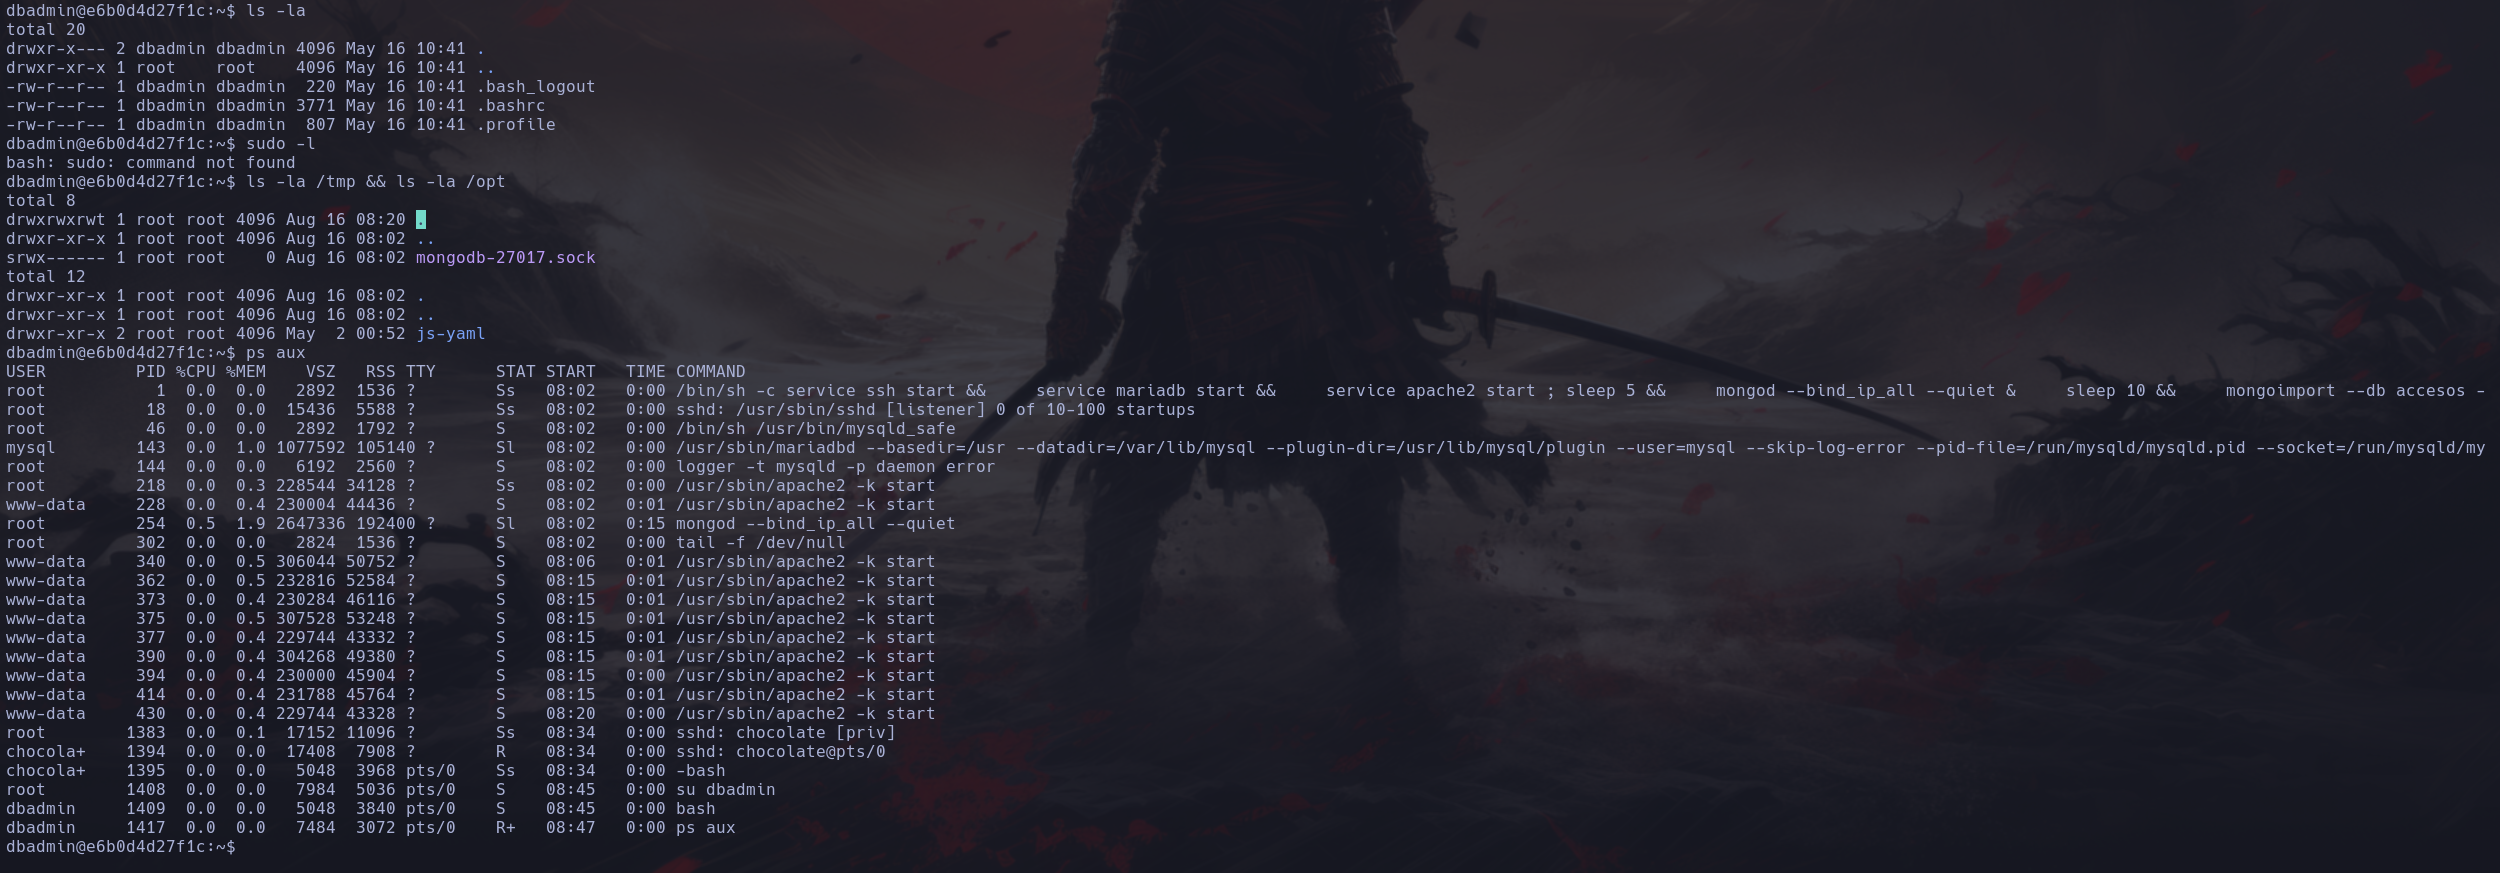 dbadmin@e6b0d4d27f1c:~$ ls -la
total 20
drwxr-x--- 2 dbadmin dbadmin 4096 May 16 10:41 .
drwxr-xr-x 1 root    root    4096 May 16 10:41 ..
-rw-r--r-- 1 dbadmin dbadmin  220 May 16 10:41 .bash_logout
-rw-r--r-- 1 dbadmin dbadmin 3771 May 16 10:41 .bashrc
-rw-r--r-- 1 dbadmin dbadmin  807 May 16 10:41 .profile
dbadmin@e6b0d4d27f1c:~$ sudo -l
bash: sudo: command not found
dbadmin@e6b0d4d27f1c:~$ ls -la /tmp && ls -la /opt
total 8
drwxrwxrwt 1 root root 4096 Aug 16 08:20 .
drwxr-xr-x 1 root root 4096 Aug 16 08:02 ..
srwx------ 1 root root    0 Aug 16 08:02 mongodb-27017.sock
total 12
drwxr-xr-x 1 root root 4096 Aug 16 08:02 .
drwxr-xr-x 1 root root 4096 Aug 16 08:02 ..
drwxr-xr-x 2 root root 4096 May  2 00:52 js-yaml
dbadmin@e6b0d4d27f1c:~$ ps aux
USER         PID %CPU %MEM    VSZ   RSS TTY      STAT START   TIME COMMAND
root           1  0.0  0.0   2892  1536 ?        Ss   08:02   0:00 /bin/sh -c service ssh start &&     service mariadb start &&     service apache2 start ; sleep 5 &&     mongod --bind_ip_all --quiet &     sleep 10 &&     mongoimport --db accesos -
root          18  0.0  0.0  15436  5588 ?        Ss   08:02   0:00 sshd: /usr/sbin/sshd [listener] 0 of 10-100 startups
root          46  0.0  0.0   2892  1792 ?        S    08:02   0:00 /bin/sh /usr/bin/mysqld_safe
mysql        143  0.0  1.0 1077592 105140 ?      Sl   08:02   0:00 /usr/sbin/mariadbd --basedir=/usr --datadir=/var/lib/mysql --plugin-dir=/usr/lib/mysql/plugin --user=mysql --skip-log-error --pid-file=/run/mysqld/mysqld.pid --socket=/run/mysqld/my
root         144  0.0  0.0   6192  2560 ?        S    08:02   0:00 logger -t mysqld -p daemon error
root         218  0.0  0.3 228544 34128 ?        Ss   08:02   0:00 /usr/sbin/apache2 -k start
www-data     228  0.0  0.4 230004 44436 ?        S    08:02   0:01 /usr/sbin/apache2 -k start
root         254  0.5  1.9 2647336 192400 ?      Sl   08:02   0:15 mongod --bind_ip_all --quiet
root         302  0.0  0.0   2824  1536 ?        S    08:02   0:00 tail -f /dev/null
www-data     340  0.0  0.5 306044 50752 ?        S    08:06   0:01 /usr/sbin/apache2 -k start
www-data     362  0.0  0.5 232816 52584 ?        S    08:15   0:01 /usr/sbin/apache2 -k start
www-data     373  0.0  0.4 230284 46116 ?        S    08:15   0:01 /usr/sbin/apache2 -k start
www-data     375  0.0  0.5 307528 53248 ?        S    08:15   0:01 /usr/sbin/apache2 -k start
www-data     377  0.0  0.4 229744 43332 ?        S    08:15   0:01 /usr/sbin/apache2 -k start
www-data     390  0.0  0.4 304268 49380 ?        S    08:15   0:01 /usr/sbin/apache2 -k start
www-data     394  0.0  0.4 230000 45904 ?        S    08:15   0:00 /usr/sbin/apache2 -k start
www-data     414  0.0  0.4 231788 45764 ?        S    08:15   0:01 /usr/sbin/apache2 -k start
www-data     430  0.0  0.4 229744 43328 ?        S    08:20   0:00 /usr/sbin/apache2 -k start
root        1383  0.0  0.1  17152 11096 ?        Ss   08:34   0:00 sshd: chocolate [priv]
chocola+    1394  0.0  0.0  17408  7908 ?        R    08:34   0:00 sshd: chocolate@pts/0
chocola+    1395  0.0  0.0   5048  3968 pts/0    Ss   08:34   0:00 -bash
root        1408  0.0  0.0   7984  5036 pts/0    S    08:45   0:00 su dbadmin
dbadmin     1409  0.0  0.0   5048  3840 pts/0    S    08:45   0:00 bash
dbadmin     1417  0.0  0.0   7484  3072 pts/0    R+   08:47   0:00 ps aux
dbadmin@e6b0d4d27f1c:~$